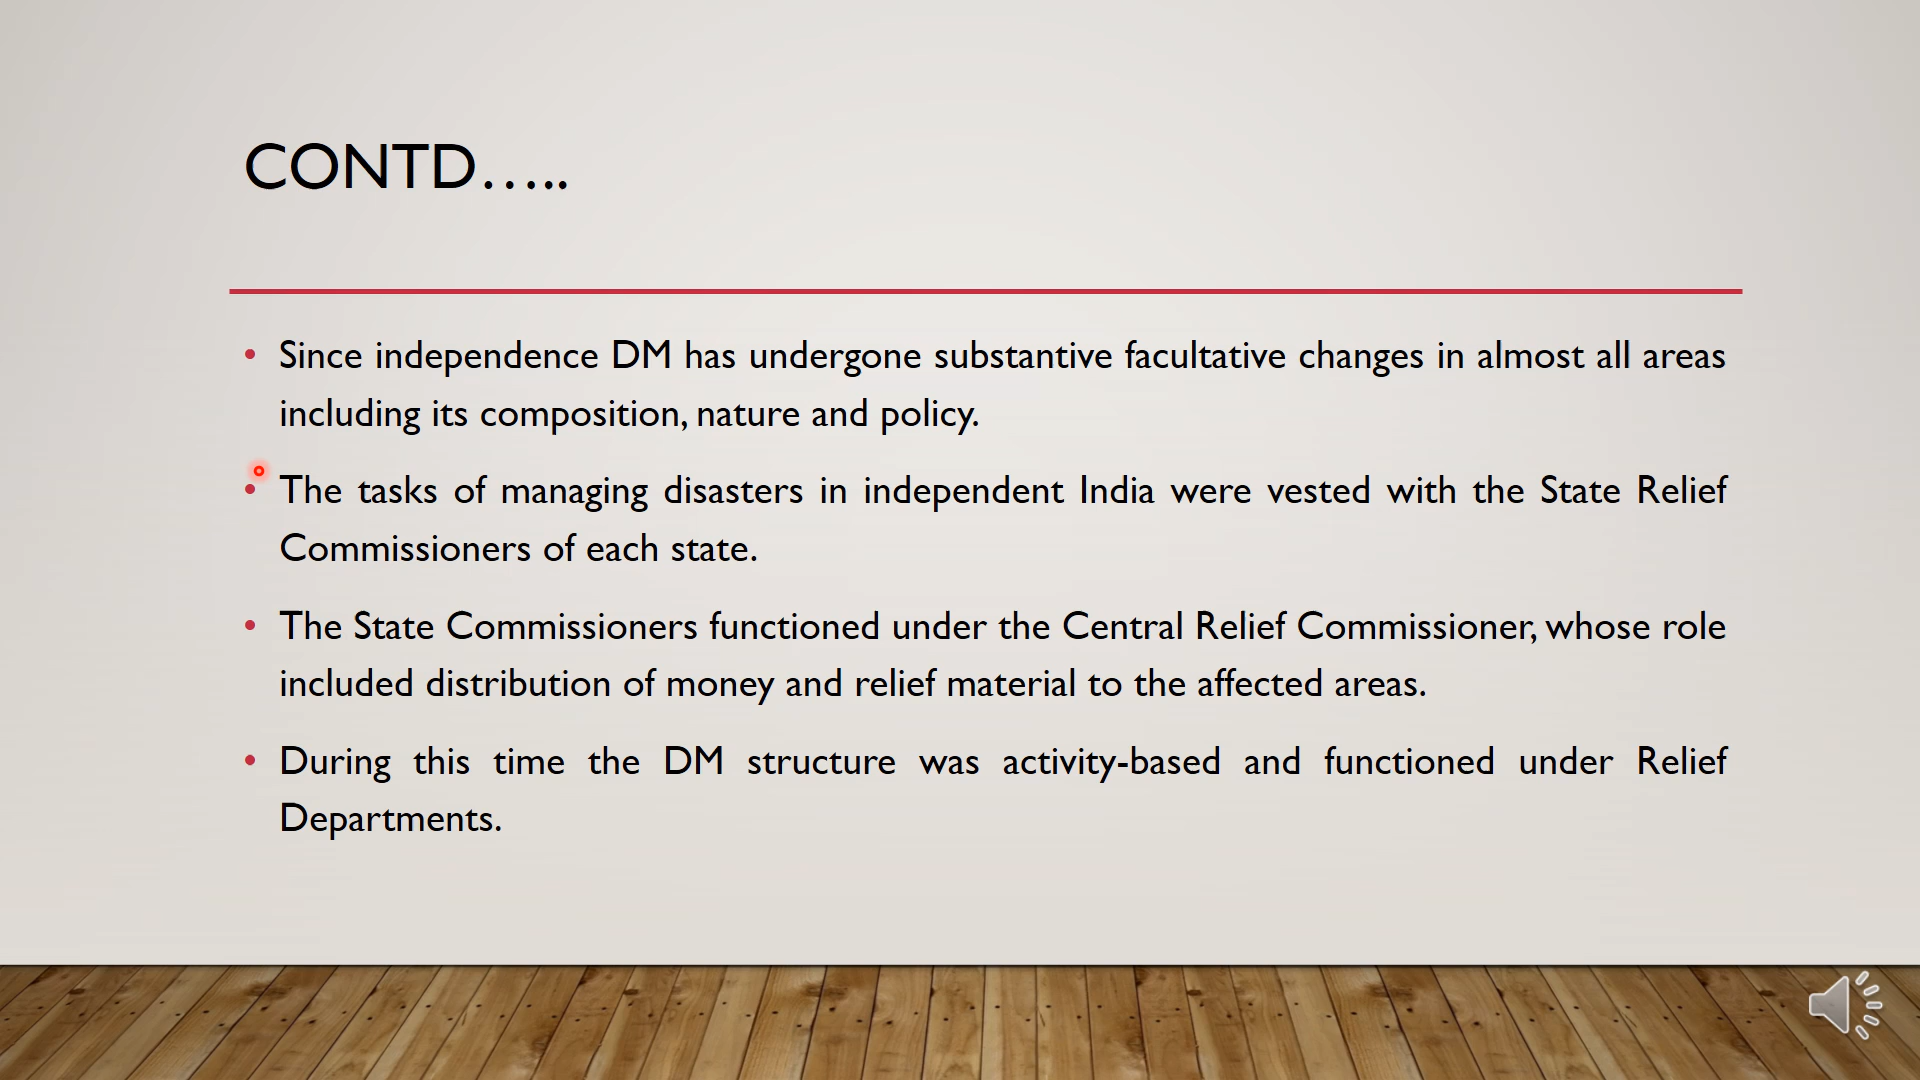 CONTD…..
• Since independence DM has undergone substantive facultative changes in almost all areas
including its composition, nature and policy.
• The tasks of managing disasters in independent India were vested with the State Relief
Commissioners of each state.
• The State Commissioners functioned under the Central Relief Commissioner, whose role
included distribution of money and relief material to the affected areas.
• During this time the DM structure was activity-based and functioned under Relief
Departments.